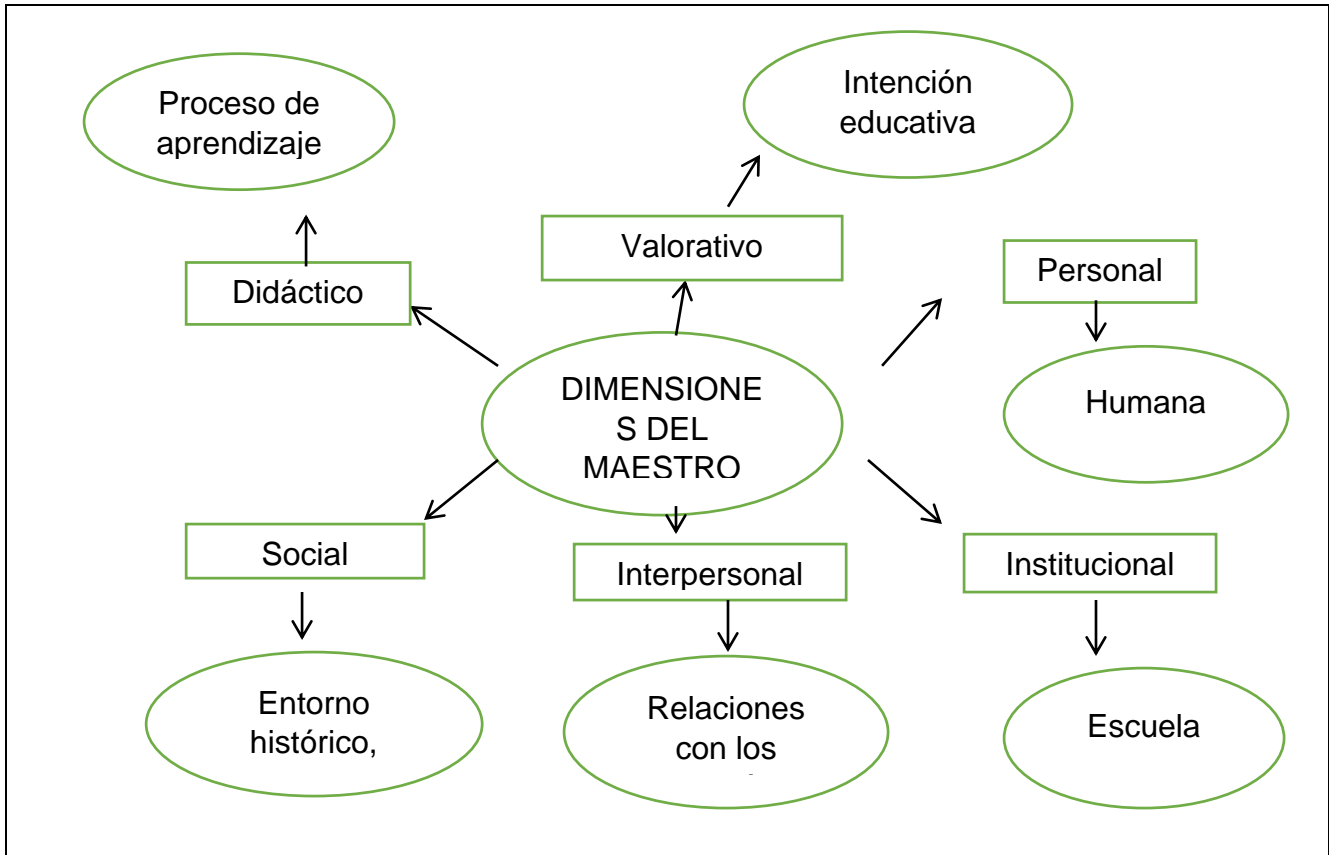 Proceso de
aprendizaje
Intención
educativa
Valorativo
Personal
Didáctico
Humana
DIMENSIONE
S DEL
MAESTRO
Social
Interpersonal
Institucional
Entorno
histórico,
Relaciones
con los
Escuela